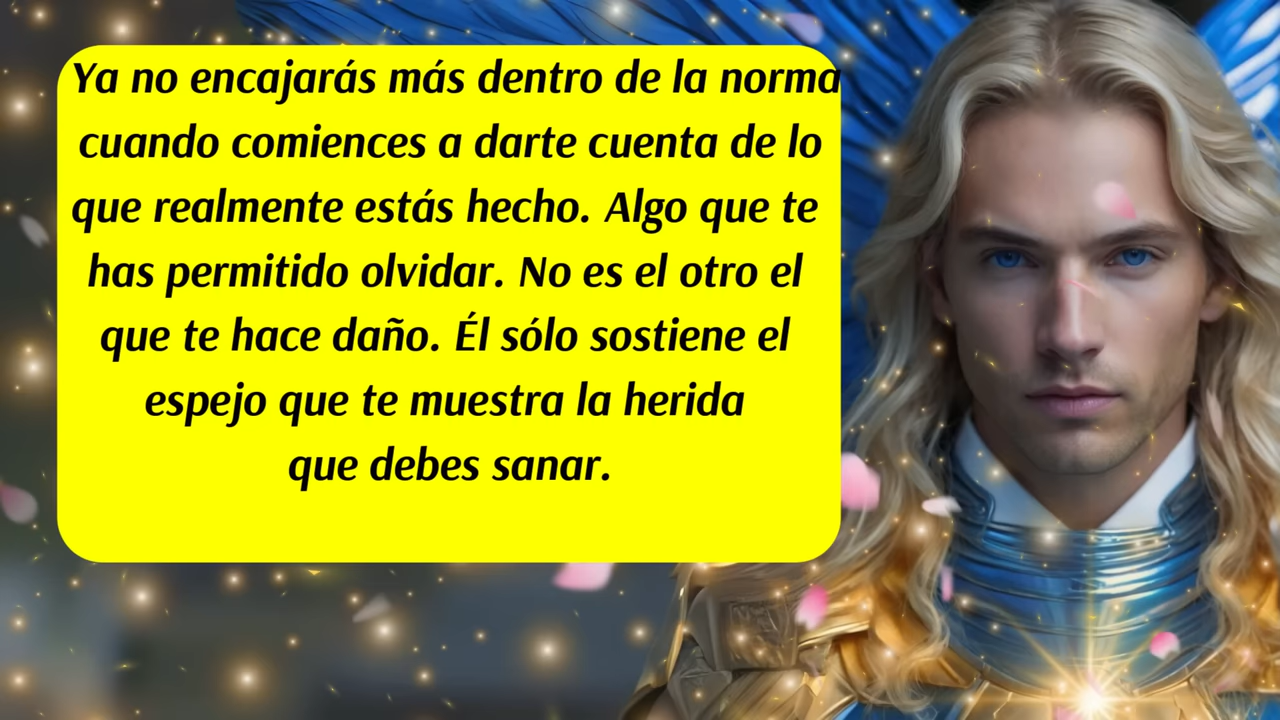 Ya no encajarás más dentro de la norma
cuando comiences a darte cuenta de lo
que realmente estás hecho. Algo que te
has permitido olvidar. No es el otro el
que te hace daño. Él sólo sostiene el
espejo que te muestra la herida
que debes sanar.